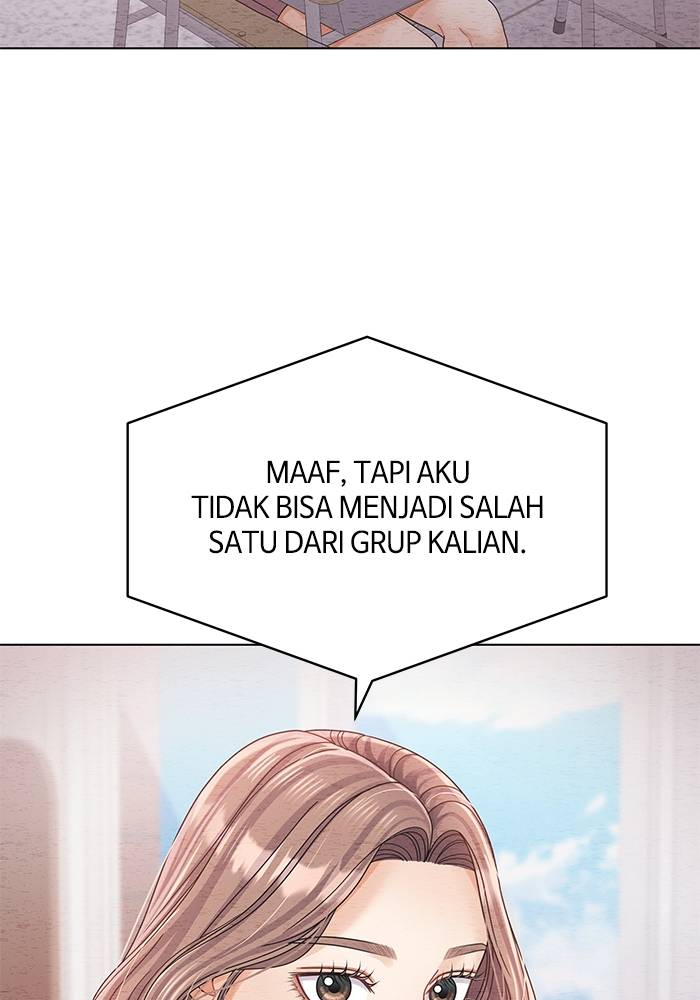 MAAF, TAPI AKU
TIDAK BISA MENJADI SALAH
SATU DARI GRUP KALIAN.